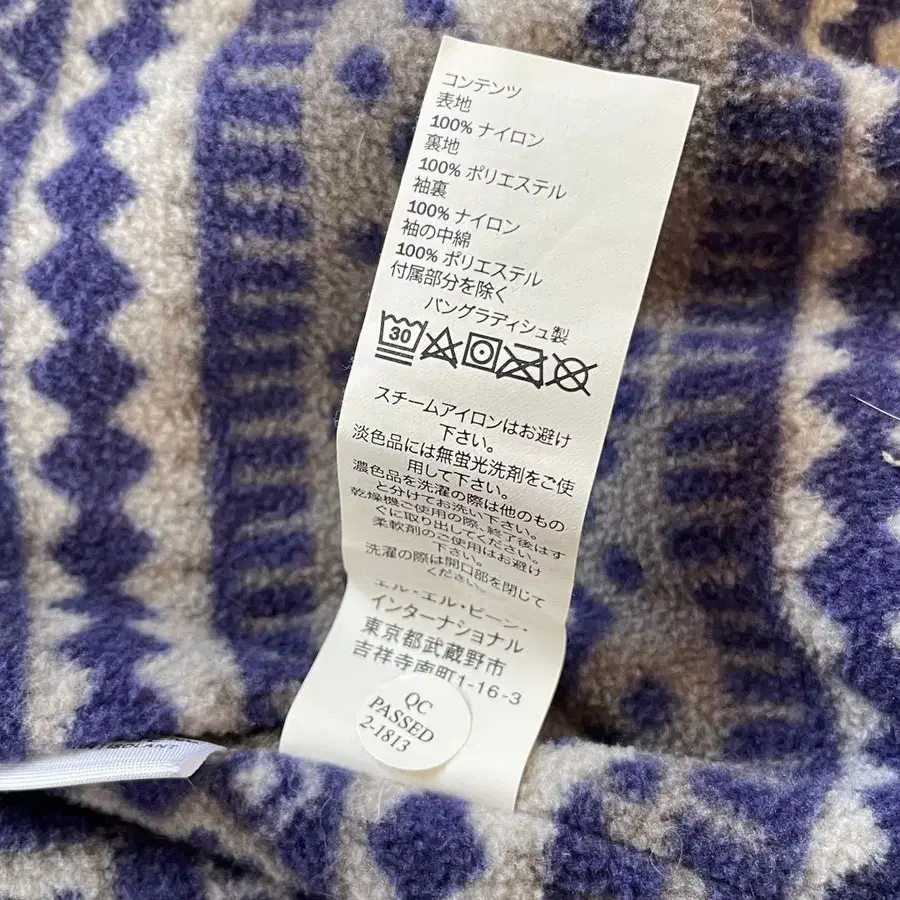 コンテンツ
表地
100% ナイロン
裏地
100% ポリエステル
袖裏
100% ナイロン
袖の中綿
100% ポリエステル
付属部分を除く
バングラディシュ製
30
スチームアイロンはお避け
下さい。
淡色品には無蛍光洗剤をご使
用して下さい。
濃色品を洗濯の際は他のもの
と分けてお洗い下さい。
乾燥機ご使用の際、終了後はす
ぐに取り出してください。
柔軟剤のご使用はお避け
下さい。
洗濯の際は開口部を閉じて
ください。
エル・エル・ビーン・
インターナショナル
東京都武蔵野市
吉祥寺南町1-16-3
QC
PASSED
2-1813